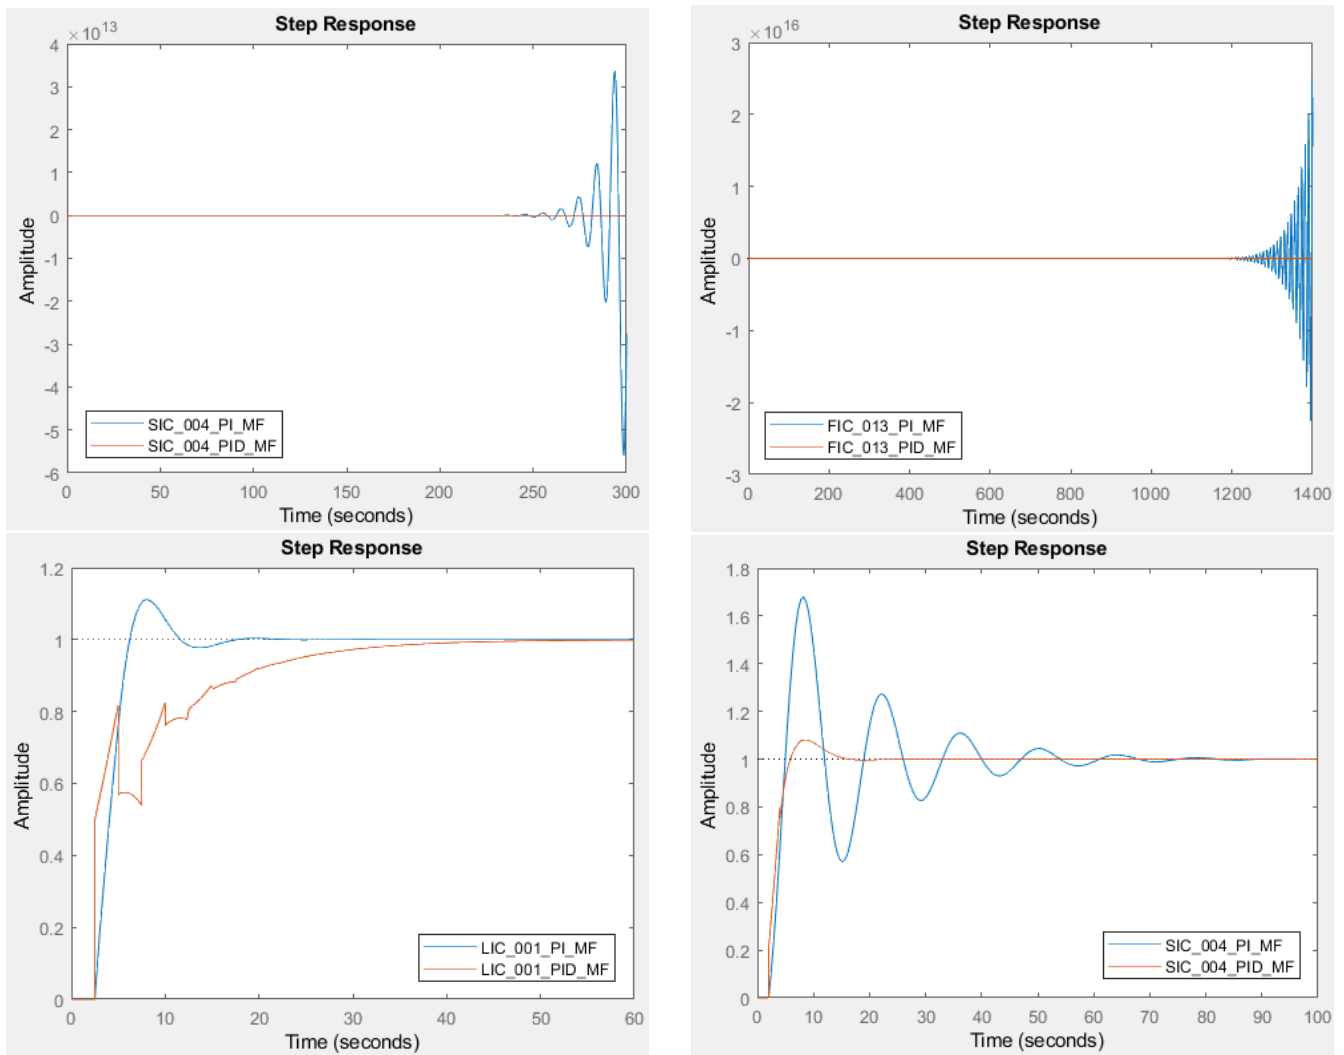 Step Response
×10^13
Amplitude
4
3
2
1
0
-1
-2
-3
-4
-5
-6
SIC_004_PI_MF
SIC_004_PID_MF
0 50 100 150 200 250 300
Time (seconds)
Step Response
×10^16
Amplitude
3
2
1
0
-1
-2
-3
FIC_013_PI_MF
FIC_013_PID_MF
0 200 400 600 800 1000 1200 1400
Time (seconds)
Step Response
Amplitude
1.2
1
0.8
0.6
0.4
0.2
0
LIC_001_PI_MF
LIC_001_PID_MF
0 10 20 30 40 50 60
Time (seconds)
Step Response
Amplitude
1.8
1.6
1.4
1.2
1
0.8
0.6
0.4
0.2
0
SIC_004_PI_MF
SIC_004_PID_MF
0 10 20 30 40 50 60 70 80 90 100
Time (seconds)